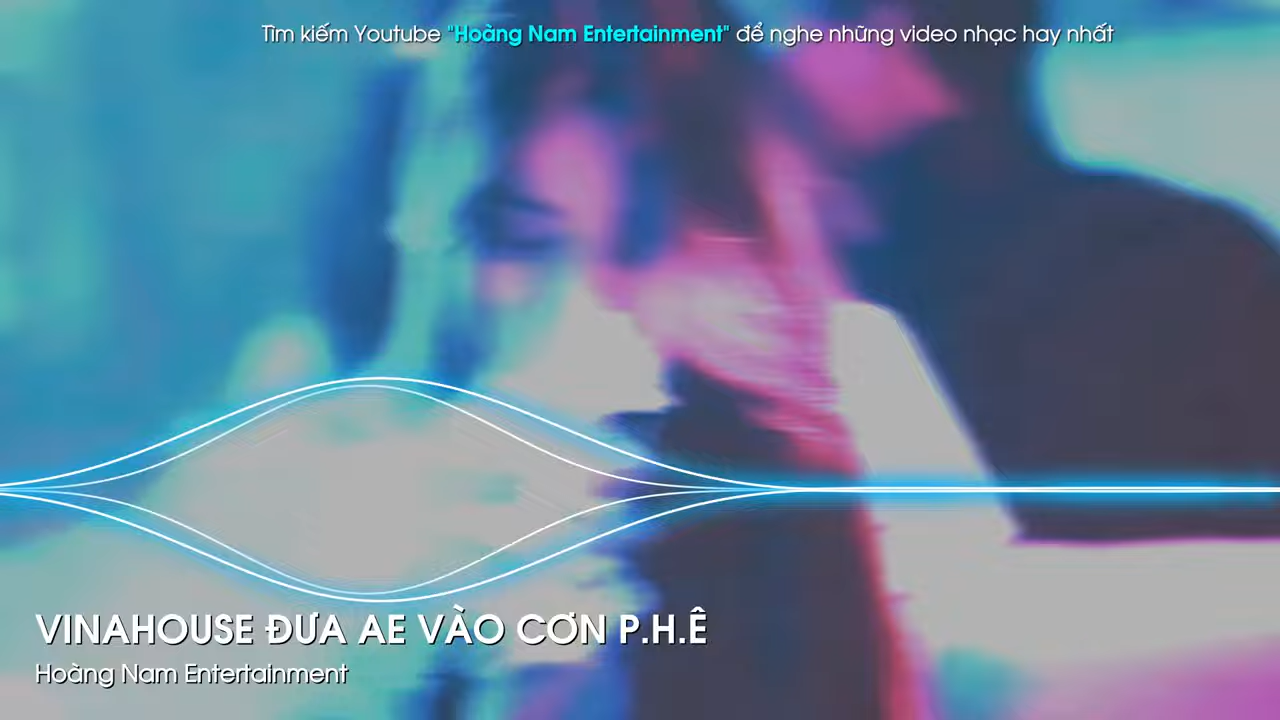 Tìm kiếm Youtube "Hoàng Nam Entertainment" để nghe những video nhạc hay nhất
VINAHOUSE ĐƯA AE VÀO CƠN P.H.Ê
Hoàng Nam Entertainment